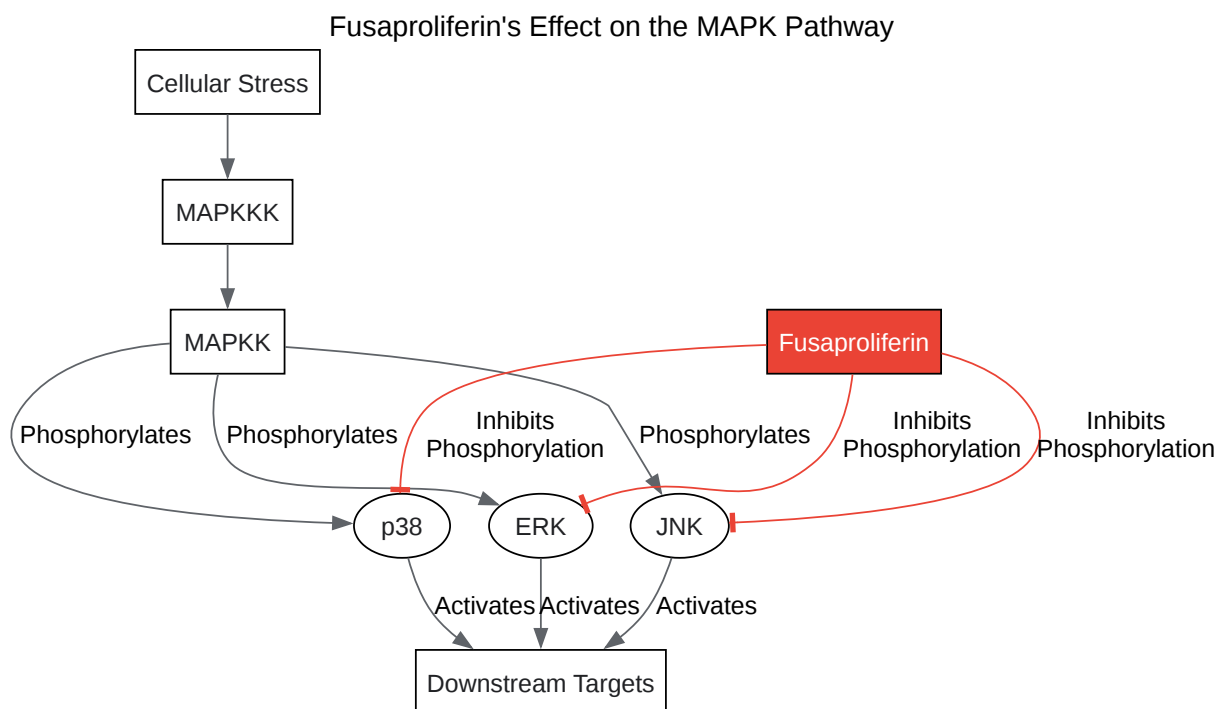 Fusaproliferin's Effect on the MAPK Pathway
Cellular Stress
MAPKKK
MAPKK
Fusaproliferin
Phosphorylates
Phosphorylates
Inhibits
Phosphorylation
Phosphorylates
Inhibits
Phosphorylation
Inhibits
Phosphorylation
p38
ERK
JNK
Activates
Activates
Activates
Downstream Targets